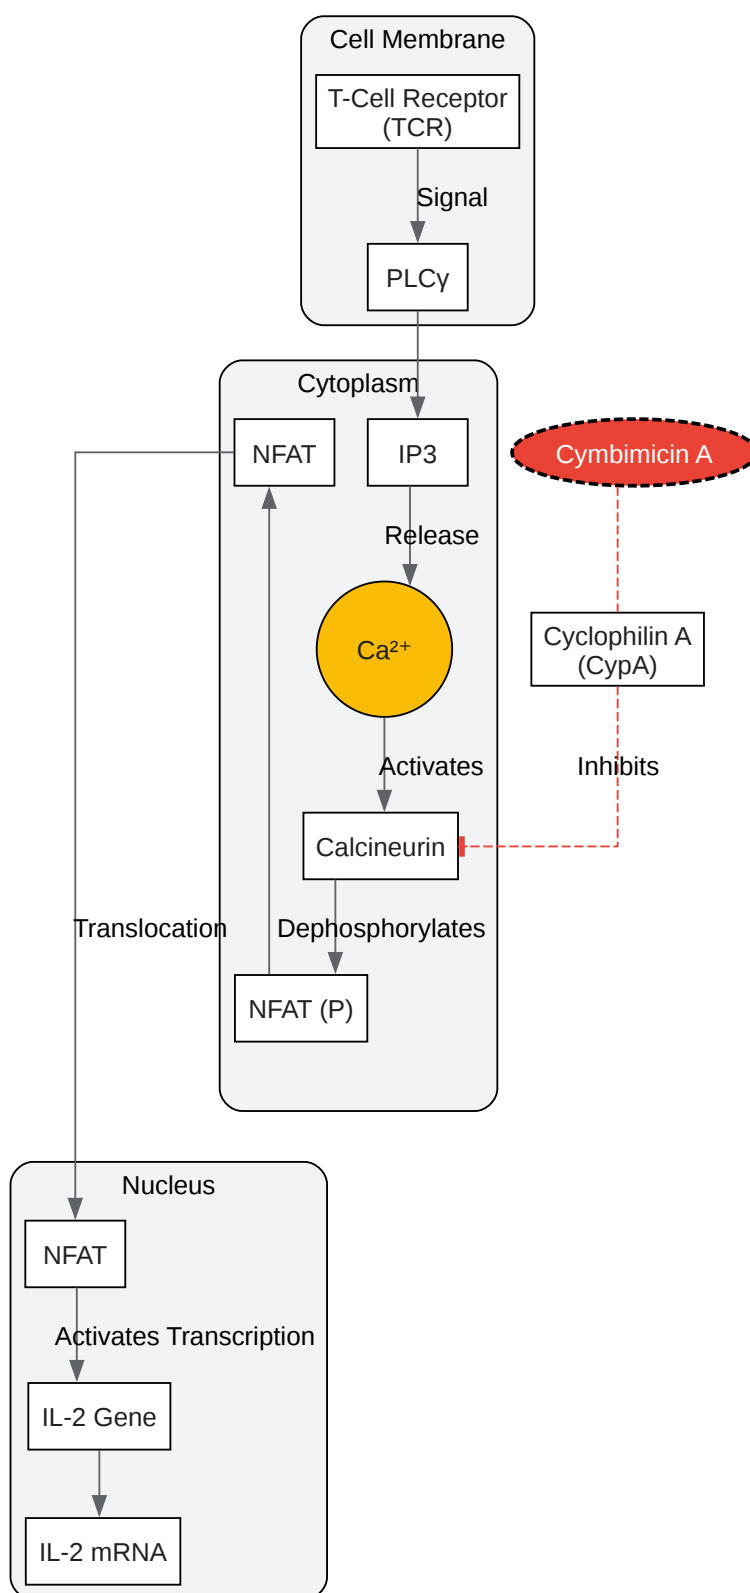 Cell Membrane
T-Cell Receptor
(TCR)
Signal
PLCγ
Cytoplasm
NFAT
IP3
Cymbimicin A
Release
Cyclophilin A
(CypA)
Ca²⁺
Activates
Inhibits
Calcineurin
Translocation
Dephosphorylates
NFAT (P)
Nucleus
NFAT
Activates Transcription
IL-2 Gene
IL-2 mRNA